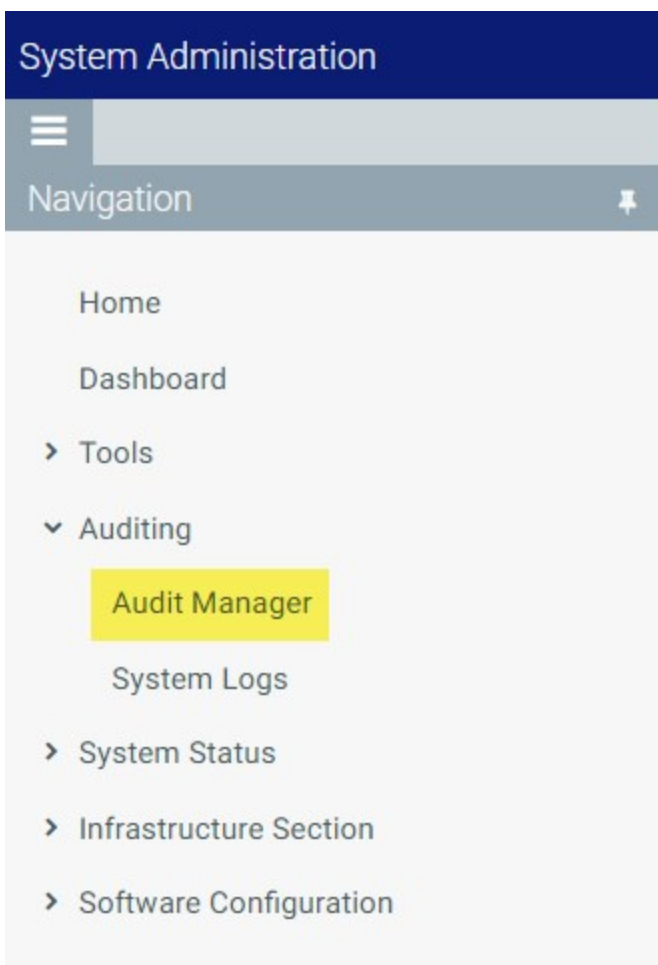 System Administration
Navigation
Home
Dashboard
Tools
Auditing
Audit Manager
System Logs
System Status
Infrastructure Section
Software Configuration